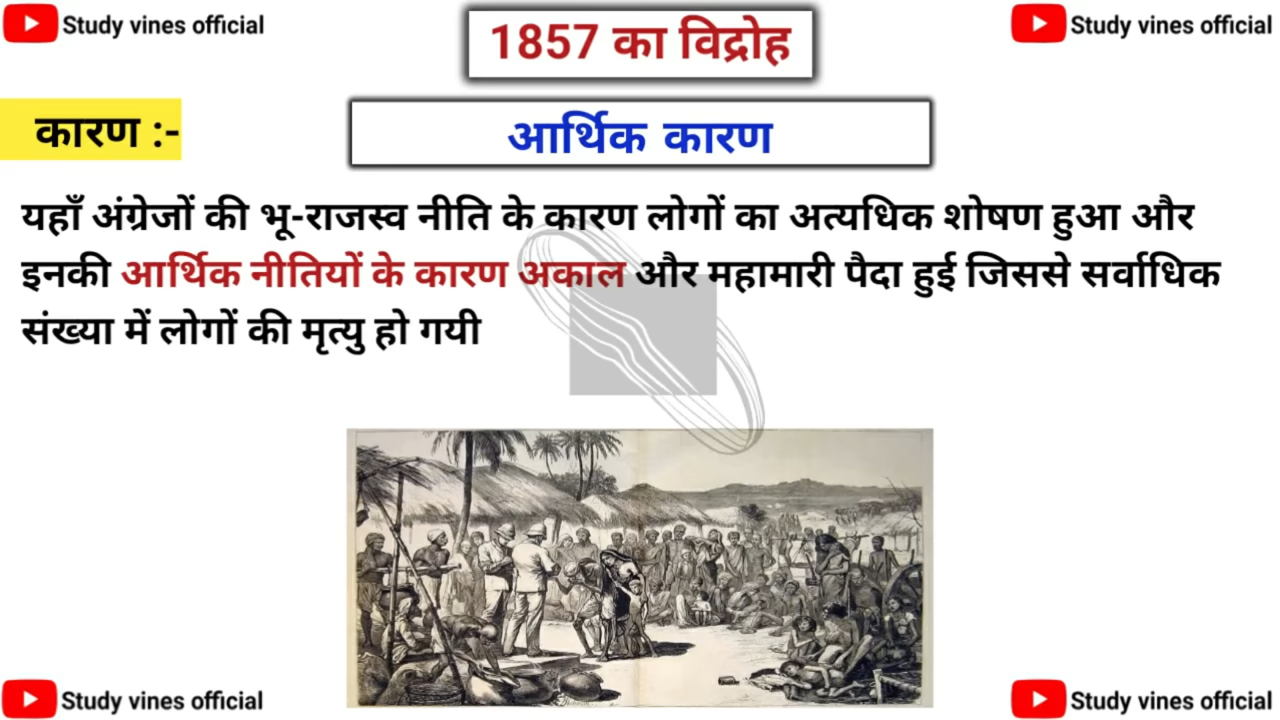 Study vines official
Study vines official
1857 का विद्रोह
कारण :-
आर्थिक कारण
यहाँ अंग्रेजों की भू-राजस्व नीति के कारण लोगों का अत्यधिक शोषण हुआ और
इनकी आर्थिक नीतियों के कारण अकाल और महामारी पैदा हुई जिससे सर्वाधिक
संख्या में लोगों की मृत्यु हो गयी
Study vines official
Study vines official